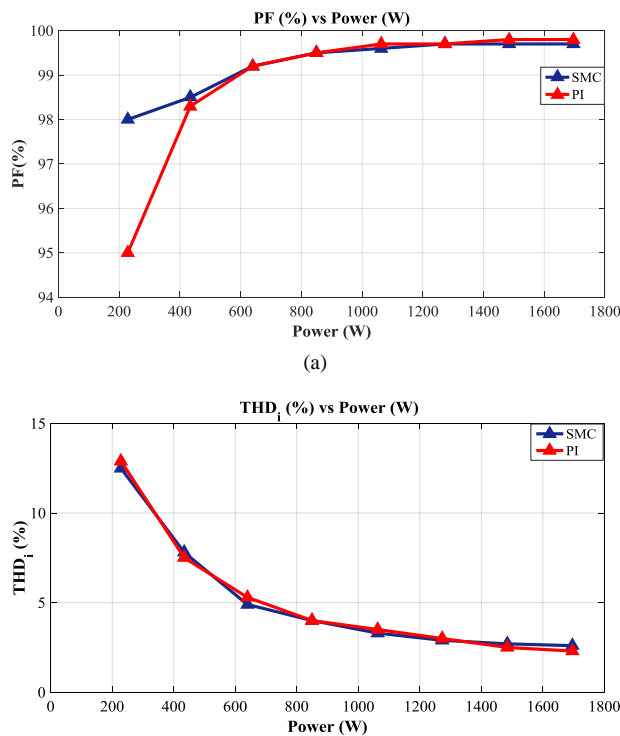 PF (%) vs Power (W)
100
99
98
97
96
95
94
PF(%)
SMC
PI
0 200 400 600 800 1000 1200 1400 1600 1800
Power (W)
(a)
THDi (%) vs Power (W)
15
10
5
0
THDi (%)
SMC
PI
0 200 400 600 800 1000 1200 1400 1600 1800
Power (W)